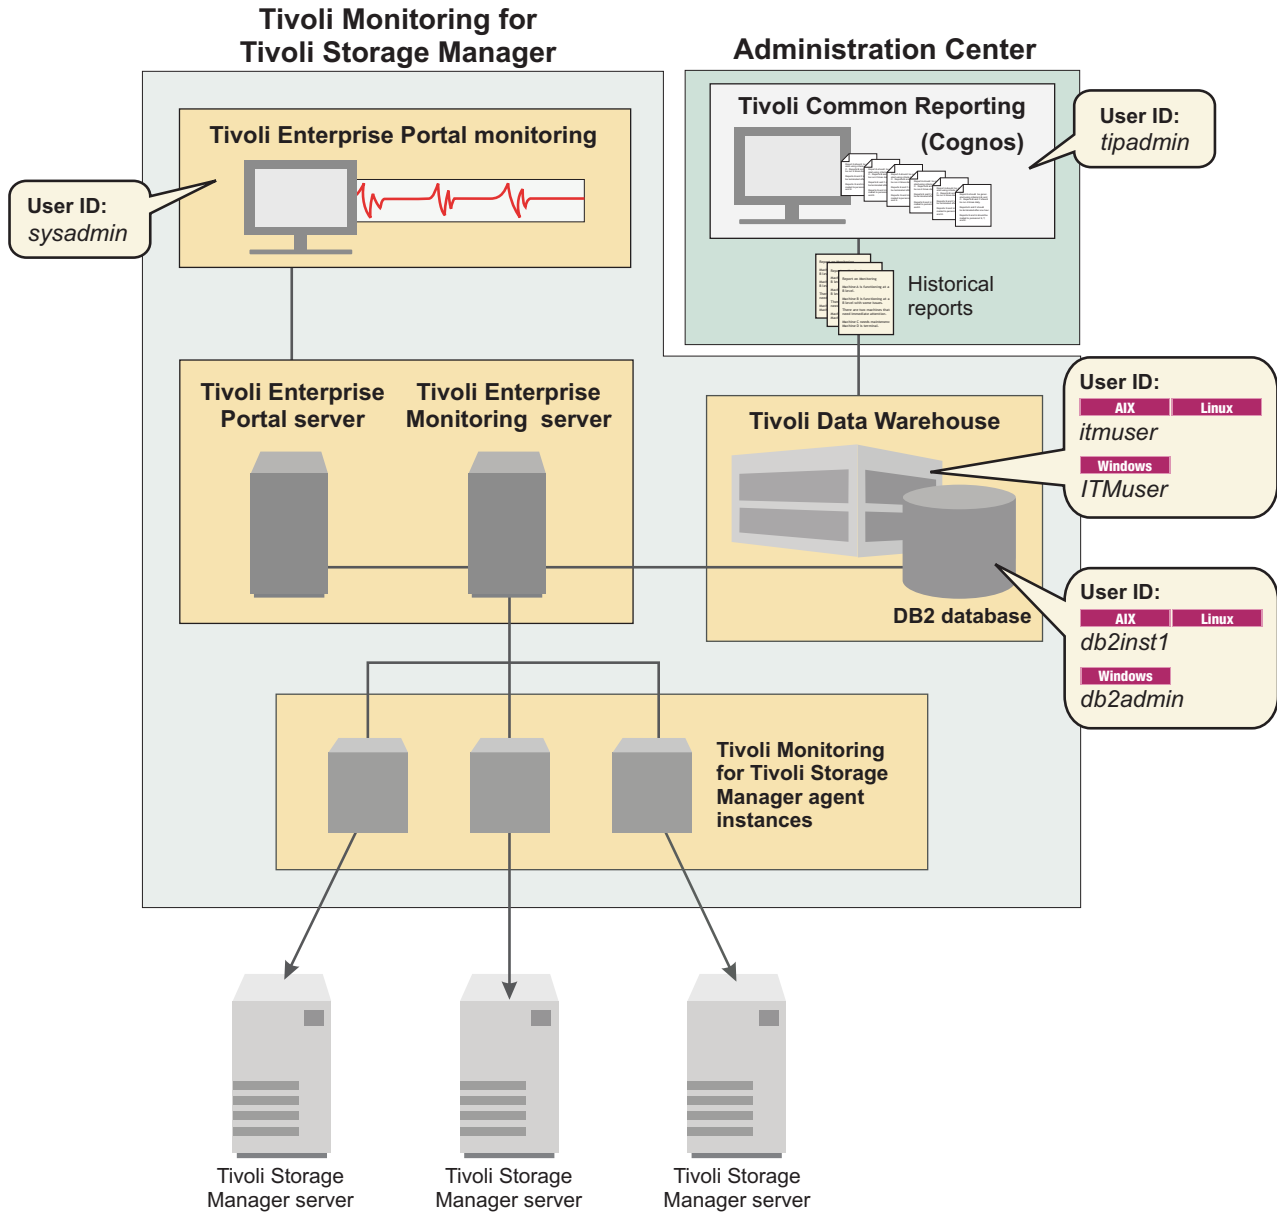 Tivoli Monitoring for
Tivoli Storage Manager
Administration Center
Tivoli Enterprise Portal monitoring
User ID:
sysadmin
Tivoli Common Reporting
(Cognos)
User ID:
tipadmin
Historical
reports
Tivoli Enterprise
Portal server
Tivoli Enterprise
Monitoring server
Tivoli Data Warehouse
DB2 database
User ID:
AIX Linux
itmuser
Windows
ITMuser
User ID:
AIX Linux
db2inst1
Windows
db2admin
Tivoli Monitoring
for Tivoli Storage
Manager agent
instances
Tivoli Storage
Manager server
Tivoli Storage
Manager server
Tivoli Storage
Manager server